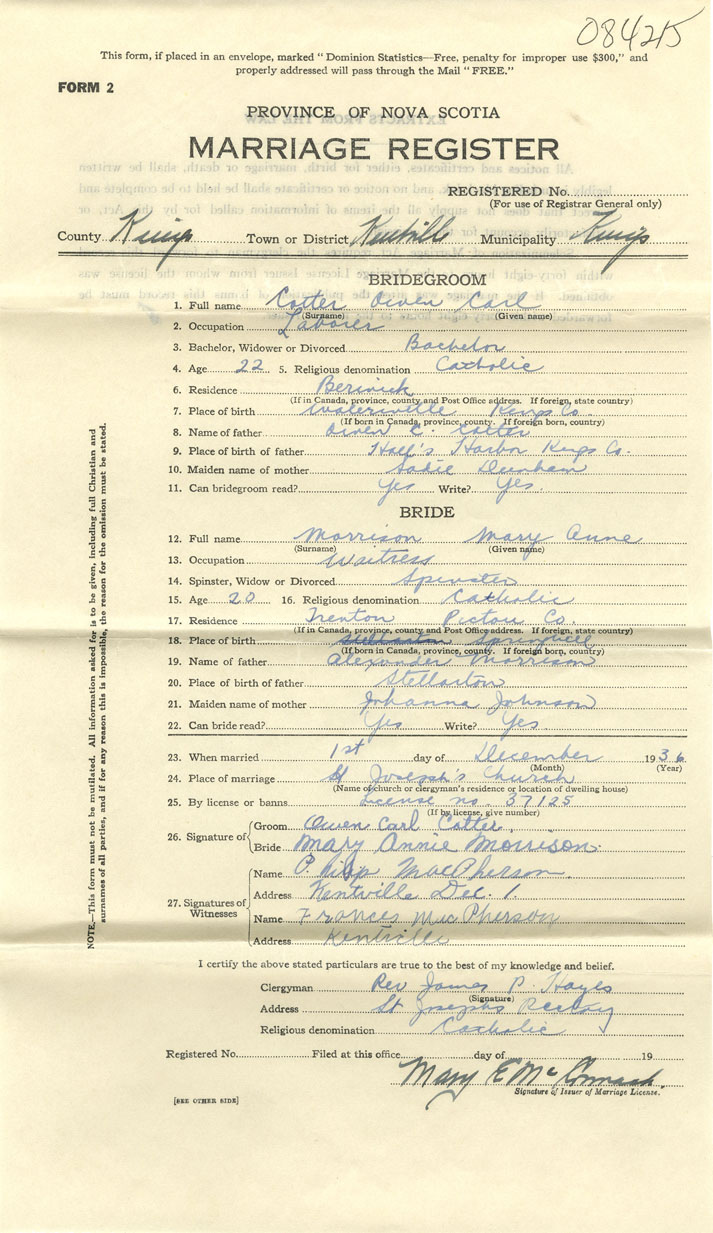 084215
This form, if placed in an envelope, marked "Dominion Statistics—Free, penalty for improper use $300," and
properly addressed will pass through the Mail "FREE."
FORM 2
PROVINCE OF NOVA SCOTIA
MARRIAGE REGISTER
REGISTERED No.
(For use of Registrar General only)
County Kings Town or District Kentville Municipality Kings
BRIDEGROOM
1. Full name Cotter Owen Carl
(Surname) (Given name)
2. Occupation Laborer
3. Bachelor, Widower or Divorced Bachelor
4. Age 22 5. Religious denomination Catholic
6. Residence Berwick
(If in Canada, province, county and Post Office address. If foreign, state country)
7. Place of birth Waterville Kings Co.
(If born in Canada, province, county. If foreign born, country)
8. Name of father Owen C. Cotter
9. Place of birth of father Hall's Harbor Kings Co.
10. Maiden name of mother Sadie Dunham
11. Can bridegroom read? Yes Write? Yes.
BRIDE
12. Full name Morrison Mary Anne
(Surname) (Given name)
13. Occupation Waitress
14. Spinster, Widow or Divorced Spinster
15. Age 20 16. Religious denomination Catholic
17. Residence Trenton Pictou Co.
(If in Canada, province, county and Post Office address. If foreign, state country)
18. Place of birth Stellarton Springhill
(If born in Canada, province, county. If foreign born, country)
19. Name of father Alexander Morrison
20. Place of birth of father Stellarton
21. Maiden name of mother Johanna Johnson
22. Can bride read? Yes Write? Yes
23. When married 1st day of December 1936
(Month) (Year)
24. Place of marriage St Joseph's Church
(Name of church or clergyman's residence or location of dwelling house)
25. By license or banns License no. 37125
(If by license, give number)
26. Signature of Groom Owen Carl Cotter
Bride Mary Annie Morrison.
27. Signatures of Witnesses
Name P. MacPherson
Address Kentville Dec. 1.
Name Frances MacPherson
Address Kentville
I certify the above stated particulars are true to the best of my knowledge and belief.
Clergyman Rev James P. Hayes
(Signature)
Address St Josephs Rectory
Religious denomination Catholic
Registered No. Filed at this office day of 19
Mary E McCormack.
Signature of Issuer of Marriage License.
[SEE OTHER SIDE]
NOTE.—This form must not be mutilated. All information asked for is to be given, including full Christian and
surnames of all parties, and if for any reason this is impossible, the reason for the omission must be stated.